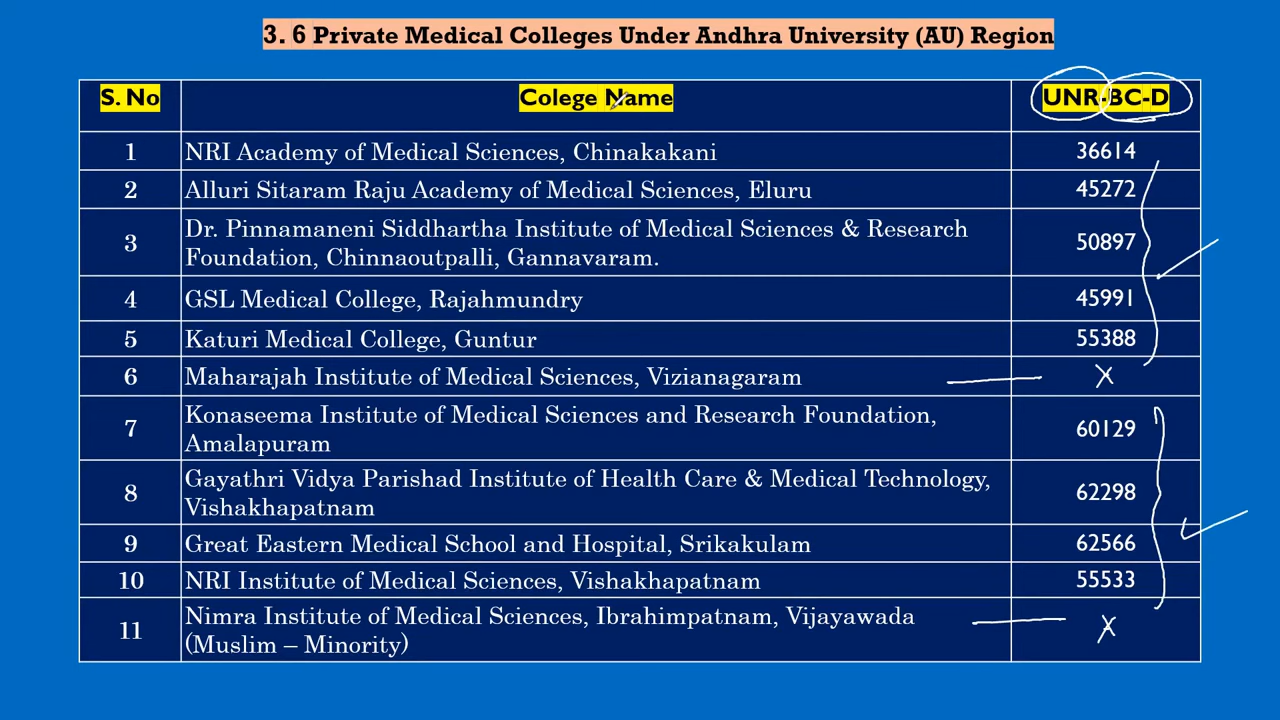 3. 6 Private Medical Colleges Under Andhra University (AU) Region
S. No Colege Name UNR-BC-D
1 NRI Academy of Medical Sciences, Chinakakani 36614
2 Alluri Sitaram Raju Academy of Medical Sciences, Eluru 45272
3 Dr. Pinnamaneni Siddhartha Institute of Medical Sciences & Research
Foundation, Chinnaoutpalli, Gannavaram. 50897
4 GSL Medical College, Rajahmundry 45991
5 Katuri Medical College, Guntur 55388
6 Maharajah Institute of Medical Sciences, Vizianagaram X
7 Konaseema Institute of Medical Sciences and Research Foundation,
Amalapuram 60129
8 Gayathri Vidya Parishad Institute of Health Care & Medical Technology,
Vishakhapatnam 62298
9 Great Eastern Medical School and Hospital, Srikakulam 62566
10 NRI Institute of Medical Sciences, Vishakhapatnam 55533
11 Nimra Institute of Medical Sciences, Ibrahimpatnam, Vijayawada
(Muslim – Minority) X